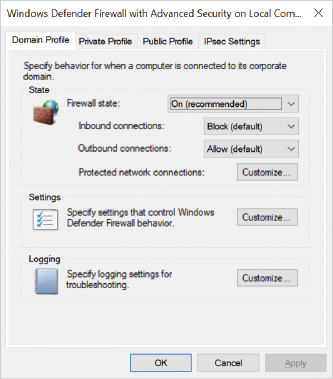 Windows Defender Firewall with Advanced Security on Local Com...
Domain Profile Private Profile Public Profile IPsec Settings
Specify behavior for when a computer is connected to its corporate
domain.
State
Firewall state: On (recommended)
Inbound connections: Block (default)
Outbound connections: Allow (default)
Protected network connections: Customize...
Settings
Specify settings that control Windows
Defender Firewall behavior.
Customize...
Logging
Specify logging settings for
troubleshooting.
Customize...
OK Cancel Apply